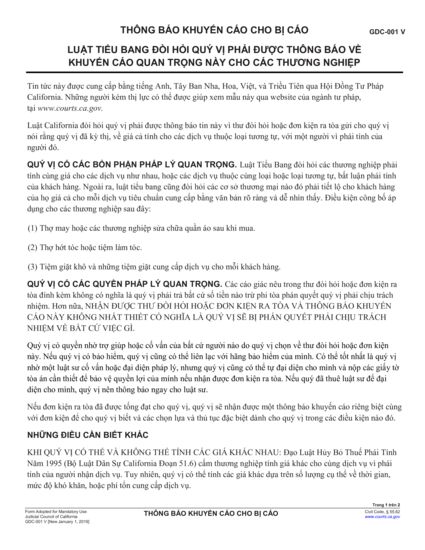 THÔNG BÁO KHUYẾN CÁO CHO BỊ CÁO
GDC-001 V
LUẬT TIỂU BANG ĐÒI HỎI QUÝ VỊ PHẢI ĐƯỢC THÔNG BÁO VỀ
KHUYẾN CÁO QUAN TRỌNG NÀY CHO CÁC THƯƠNG NGHIỆP
Tin tức này được cung cấp bằng tiếng Anh, Tây Ban Nha, Hoa, Việt, và Triều Tiên qua Hội Đồng Tư Pháp
California. Những người kém thị lực có thể được giúp xem mẫu này qua website của ngành tư pháp,
tại www.courts.ca.gov.
Luật California đòi hỏi quý vị phải được thông báo tin này vì thư đòi hỏi hoặc đơn kiện ra tòa gửi cho quý vị
nói rằng quý vị đã kỳ thị, về giá cả tính cho các dịch vụ thuộc loại tương tự, với một người vì phái tính của
người đó.
QUÝ VỊ CÓ CÁC BỔN PHẬN PHÁP LÝ QUAN TRỌNG. Luật Tiểu Bang đòi hỏi các thương nghiệp phải
tính cùng giá cho các dịch vụ như nhau, hoặc các dịch vụ thuộc cùng loại hoặc loại tương tự, bất luận phái tính
của khách hàng. Ngoài ra, luật tiểu bang cũng đòi hỏi các cơ sở thương mại nào đó phải tiết lộ cho khách hàng
của họ giá cả cho mỗi dịch vụ tiêu chuẩn cung cấp bằng văn bản rõ ràng và dễ nhìn thấy. Điều kiện công bố áp
dụng cho các thương nghiệp sau đây:
(1) Thợ may hoặc các thương nghiệp sửa chữa quần áo sau khi mua.
(2) Thợ hớt tóc hoặc tiệm làm tóc.
(3) Tiệm giặt khô và những tiệm giặt cung cấp dịch vụ cho mỗi khách hàng.
QUÝ VỊ CÓ CÁC QUYỀN PHÁP LÝ QUAN TRỌNG. Các cáo giác nêu trong thư đòi hỏi hoặc đơn kiện ra
tòa đính kèm không có nghĩa là quý vị phải trả bất cứ số tiền nào trừ phi tòa phán quyết quý vị phải chịu trách
nhiệm. Hơn nữa, NHẬN ĐƯỢC THƯ ĐÒI HỎI HOẶC ĐƠN KIỆN RA TÒA VÀ THÔNG BÁO KHUYẾN
CÁO NÀY KHÔNG NHẤT THIẾT CÓ NGHĨA LÀ QUÝ VỊ SẼ BỊ PHÁN QUYẾT PHẢI CHỊU TRÁCH
NHIỆM VỀ BẤT CỨ VIỆC GÌ.
Quý vị có quyền nhờ trợ giúp hoặc cố vấn của bất cứ người nào do quý vị chọn về thư đòi hỏi hoặc đơn kiện
này. Nếu quý vị có bảo hiểm, quý vị cũng có thể liên lạc với hãng bảo hiểm của mình. Có thể tốt nhất là quý vị
nhờ một luật sư cố vấn hoặc đại diện pháp lý, nhưng quý vị cũng có thể tự đại diện cho mình và nộp các giấy tờ
tòa án cần thiết để bảo vệ quyền lợi của mình nếu nhận được đơn kiện ra tòa. Nếu quý đã thuê luật sư để đại
diện cho mình, quý vị nên thông báo ngay cho luật sư.
Nếu đơn kiện ra tòa đã được tống đạt cho quý vị, quý vị sẽ nhận được một thông báo khuyến cáo riêng biệt cùng
với đơn kiện để cho quý vị biết và các chọn lựa và thủ tục đặc biệt dành cho quý vị trong các điều kiện nào đó.
NHỮNG ĐIỀU CẦN BIẾT KHÁC
KHI QUÝ VỊ CÓ THỂ VÀ KHÔNG THỂ TÍNH CÁC GIÁ KHÁC NHAU: Đạo Luật Hủy Bỏ Thuế Phái Tính
Năm 1995 (Bộ Luật Dân Sự California Đoạn 51.6) cấm thương nghiệp tính giá khác cho cùng dịch vụ vì phái
tính của người nhận dịch vụ. Tuy nhiên, quý vị có thể tính các giá khác dựa trên số lượng cụ thể về thời gian,
mức độ khó khăn, hoặc phí tổn cung cấp dịch vụ.
Trang 1 trên 2
Form Adopted for Mandatory Use
Judicial Council of California
GDC-001 V [New January 1, 2018]
THÔNG BÁO KHUYẾN CÁO CHO BỊ CÁO
Civil Code, § 55.62
www.courts.ca.gov